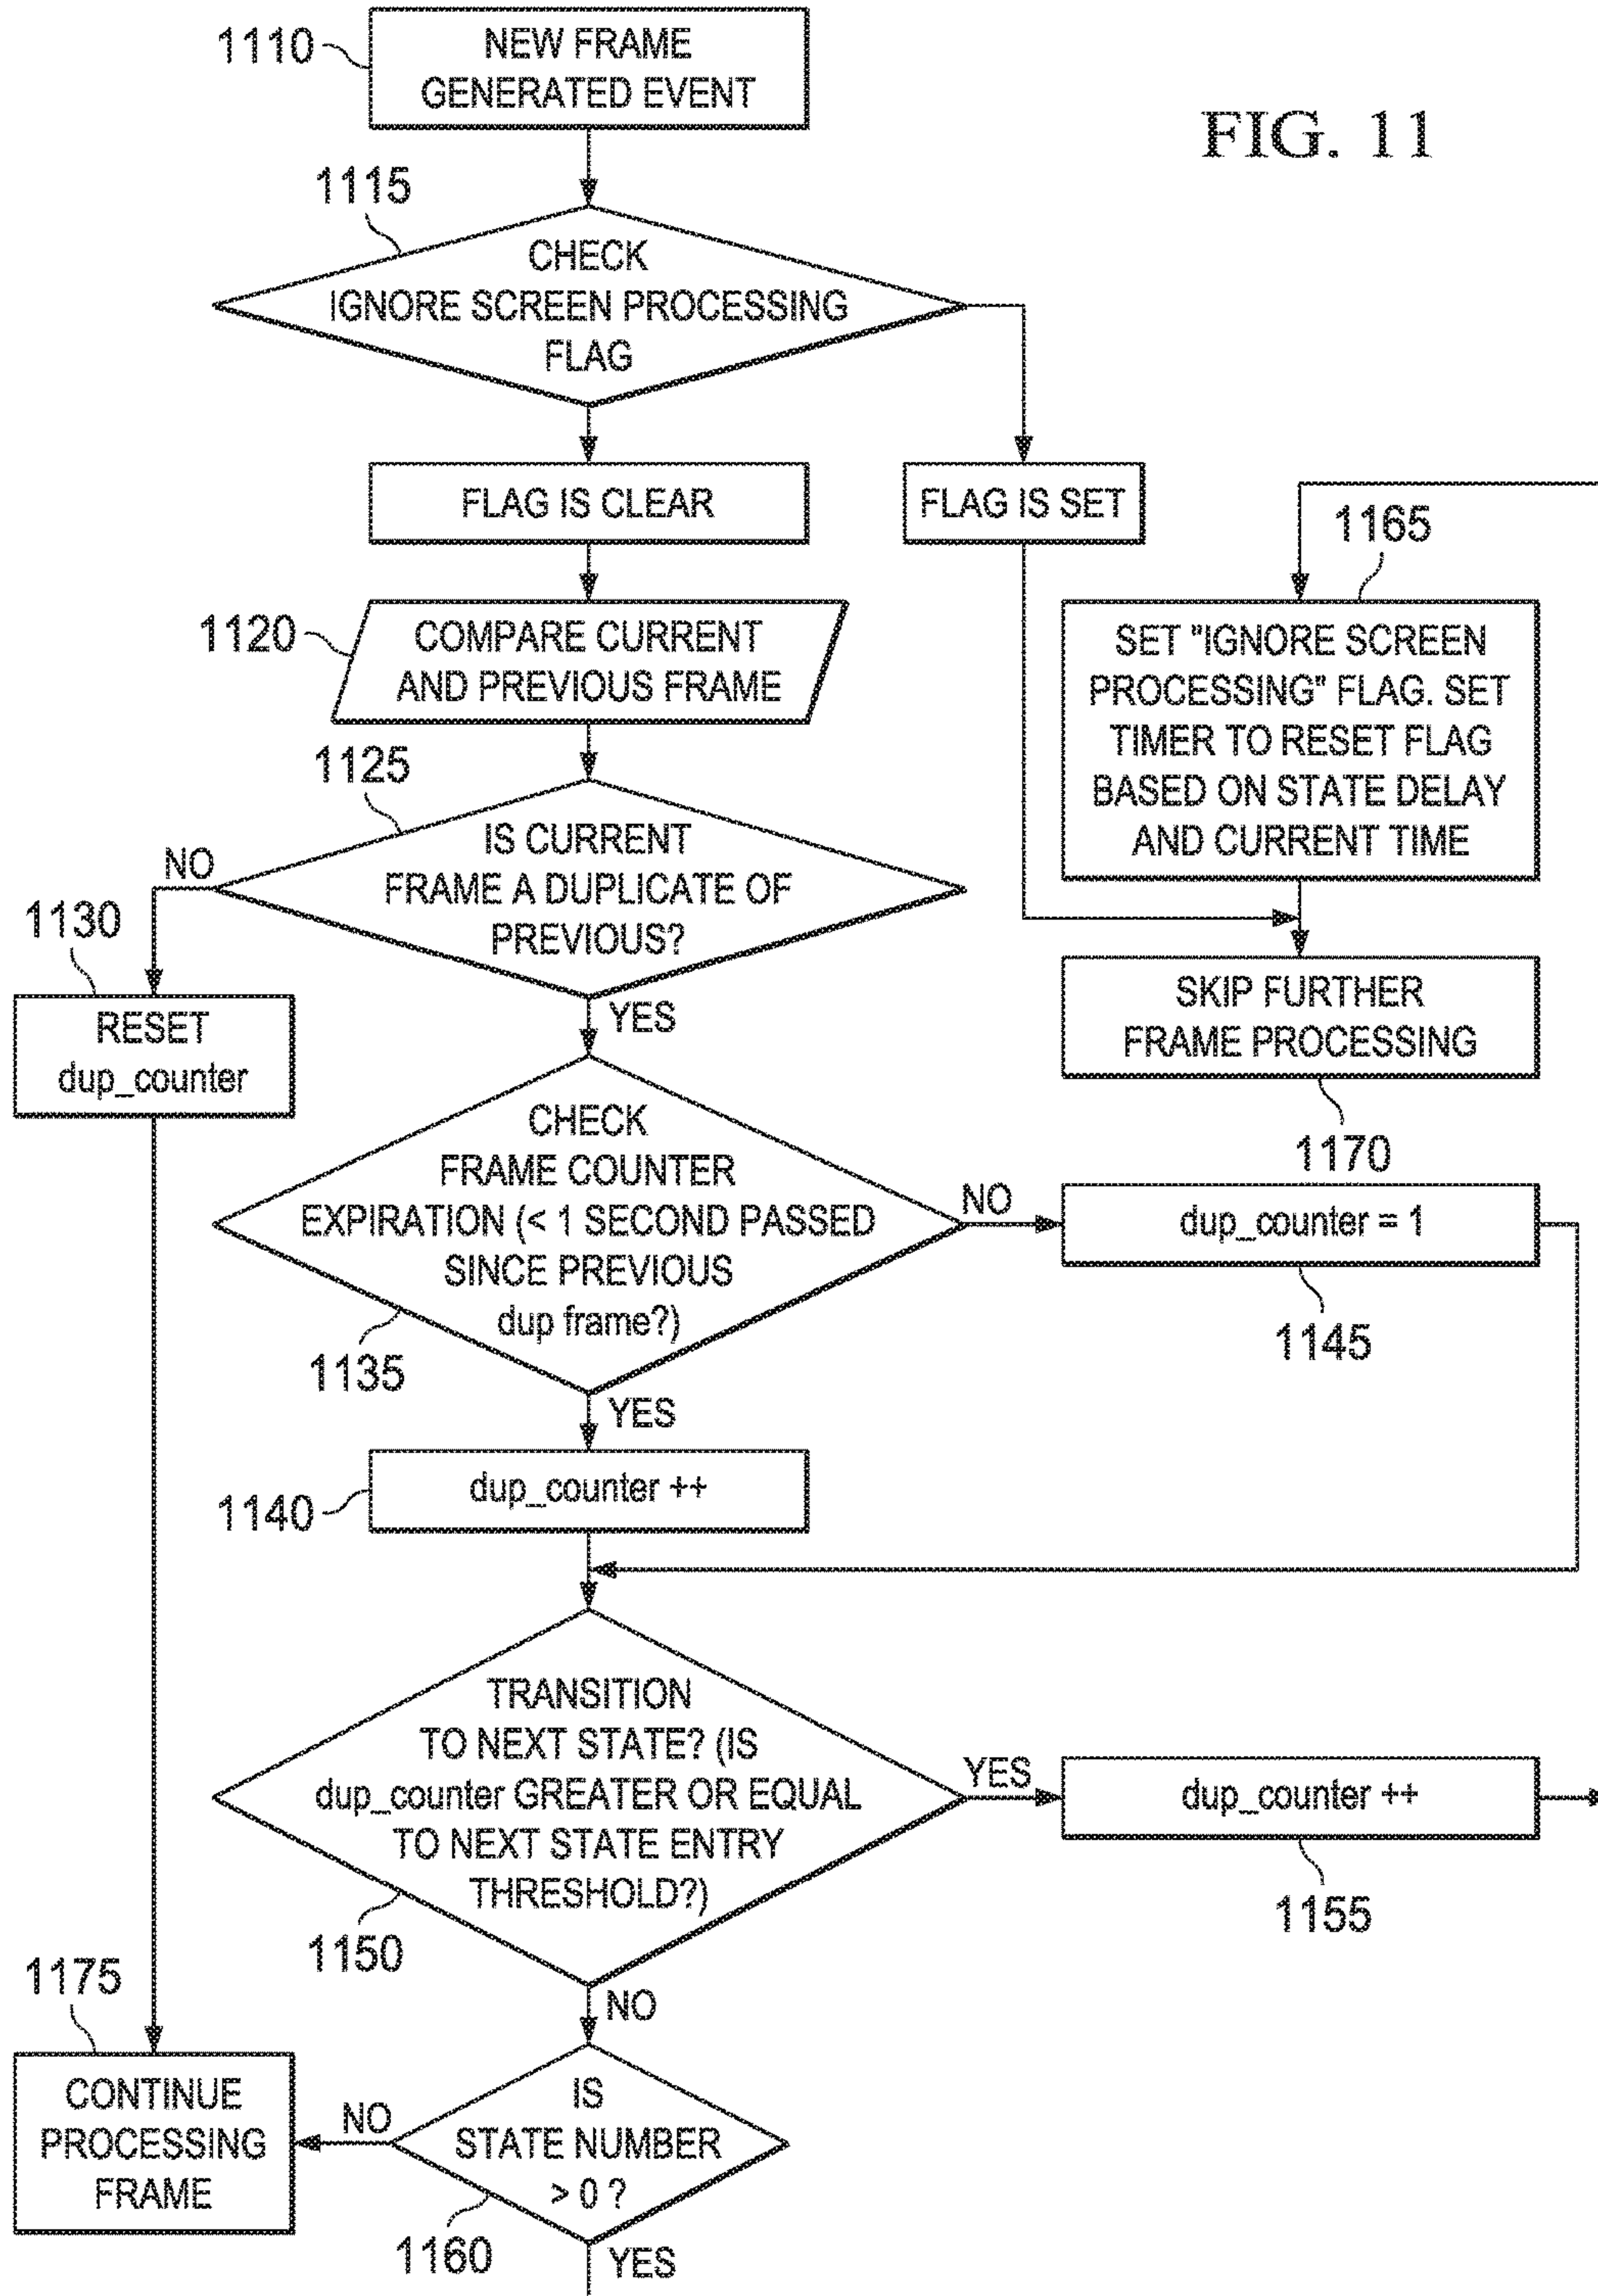 FIG. 11
1110
NEW FRAME
GENERATED EVENT
1115
CHECK
IGNORE SCREEN PROCESSING
FLAG
FLAG IS CLEAR
FLAG IS SET
1120
COMPARE CURRENT
AND PREVIOUS FRAME
1165
SET "IGNORE SCREEN
PROCESSING" FLAG. SET
TIMER TO RESET FLAG
BASED ON STATE DELAY
AND CURRENT TIME
1125
IS CURRENT
FRAME A DUPLICATE OF
PREVIOUS?
NO
YES
1130
RESET
dup_counter
SKIP FURTHER
FRAME PROCESSING
1170
CHECK
FRAME COUNTER
EXPIRATION (< 1 SECOND PASSED
SINCE PREVIOUS
dup frame?)
1135
NO
YES
dup_counter = 1
1145
1140
dup_counter ++
TRANSITION
TO NEXT STATE? (IS
dup_counter GREATER OR EQUAL
TO NEXT STATE ENTRY
THRESHOLD?)
1150
YES
NO
dup_counter ++
1155
1175
CONTINUE
PROCESSING
FRAME
NO
IS
STATE NUMBER
> 0 ?
1160
YES